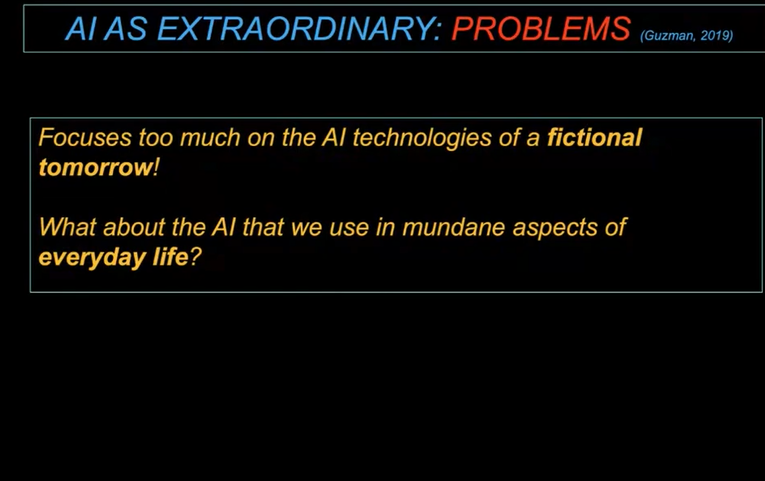 AI AS EXTRAORDINARY: PROBLEMS (Guzman, 2019)
Focuses too much on the AI technologies of a fictional
tomorrow!
What about the AI that we use in mundane aspects of
everyday life?